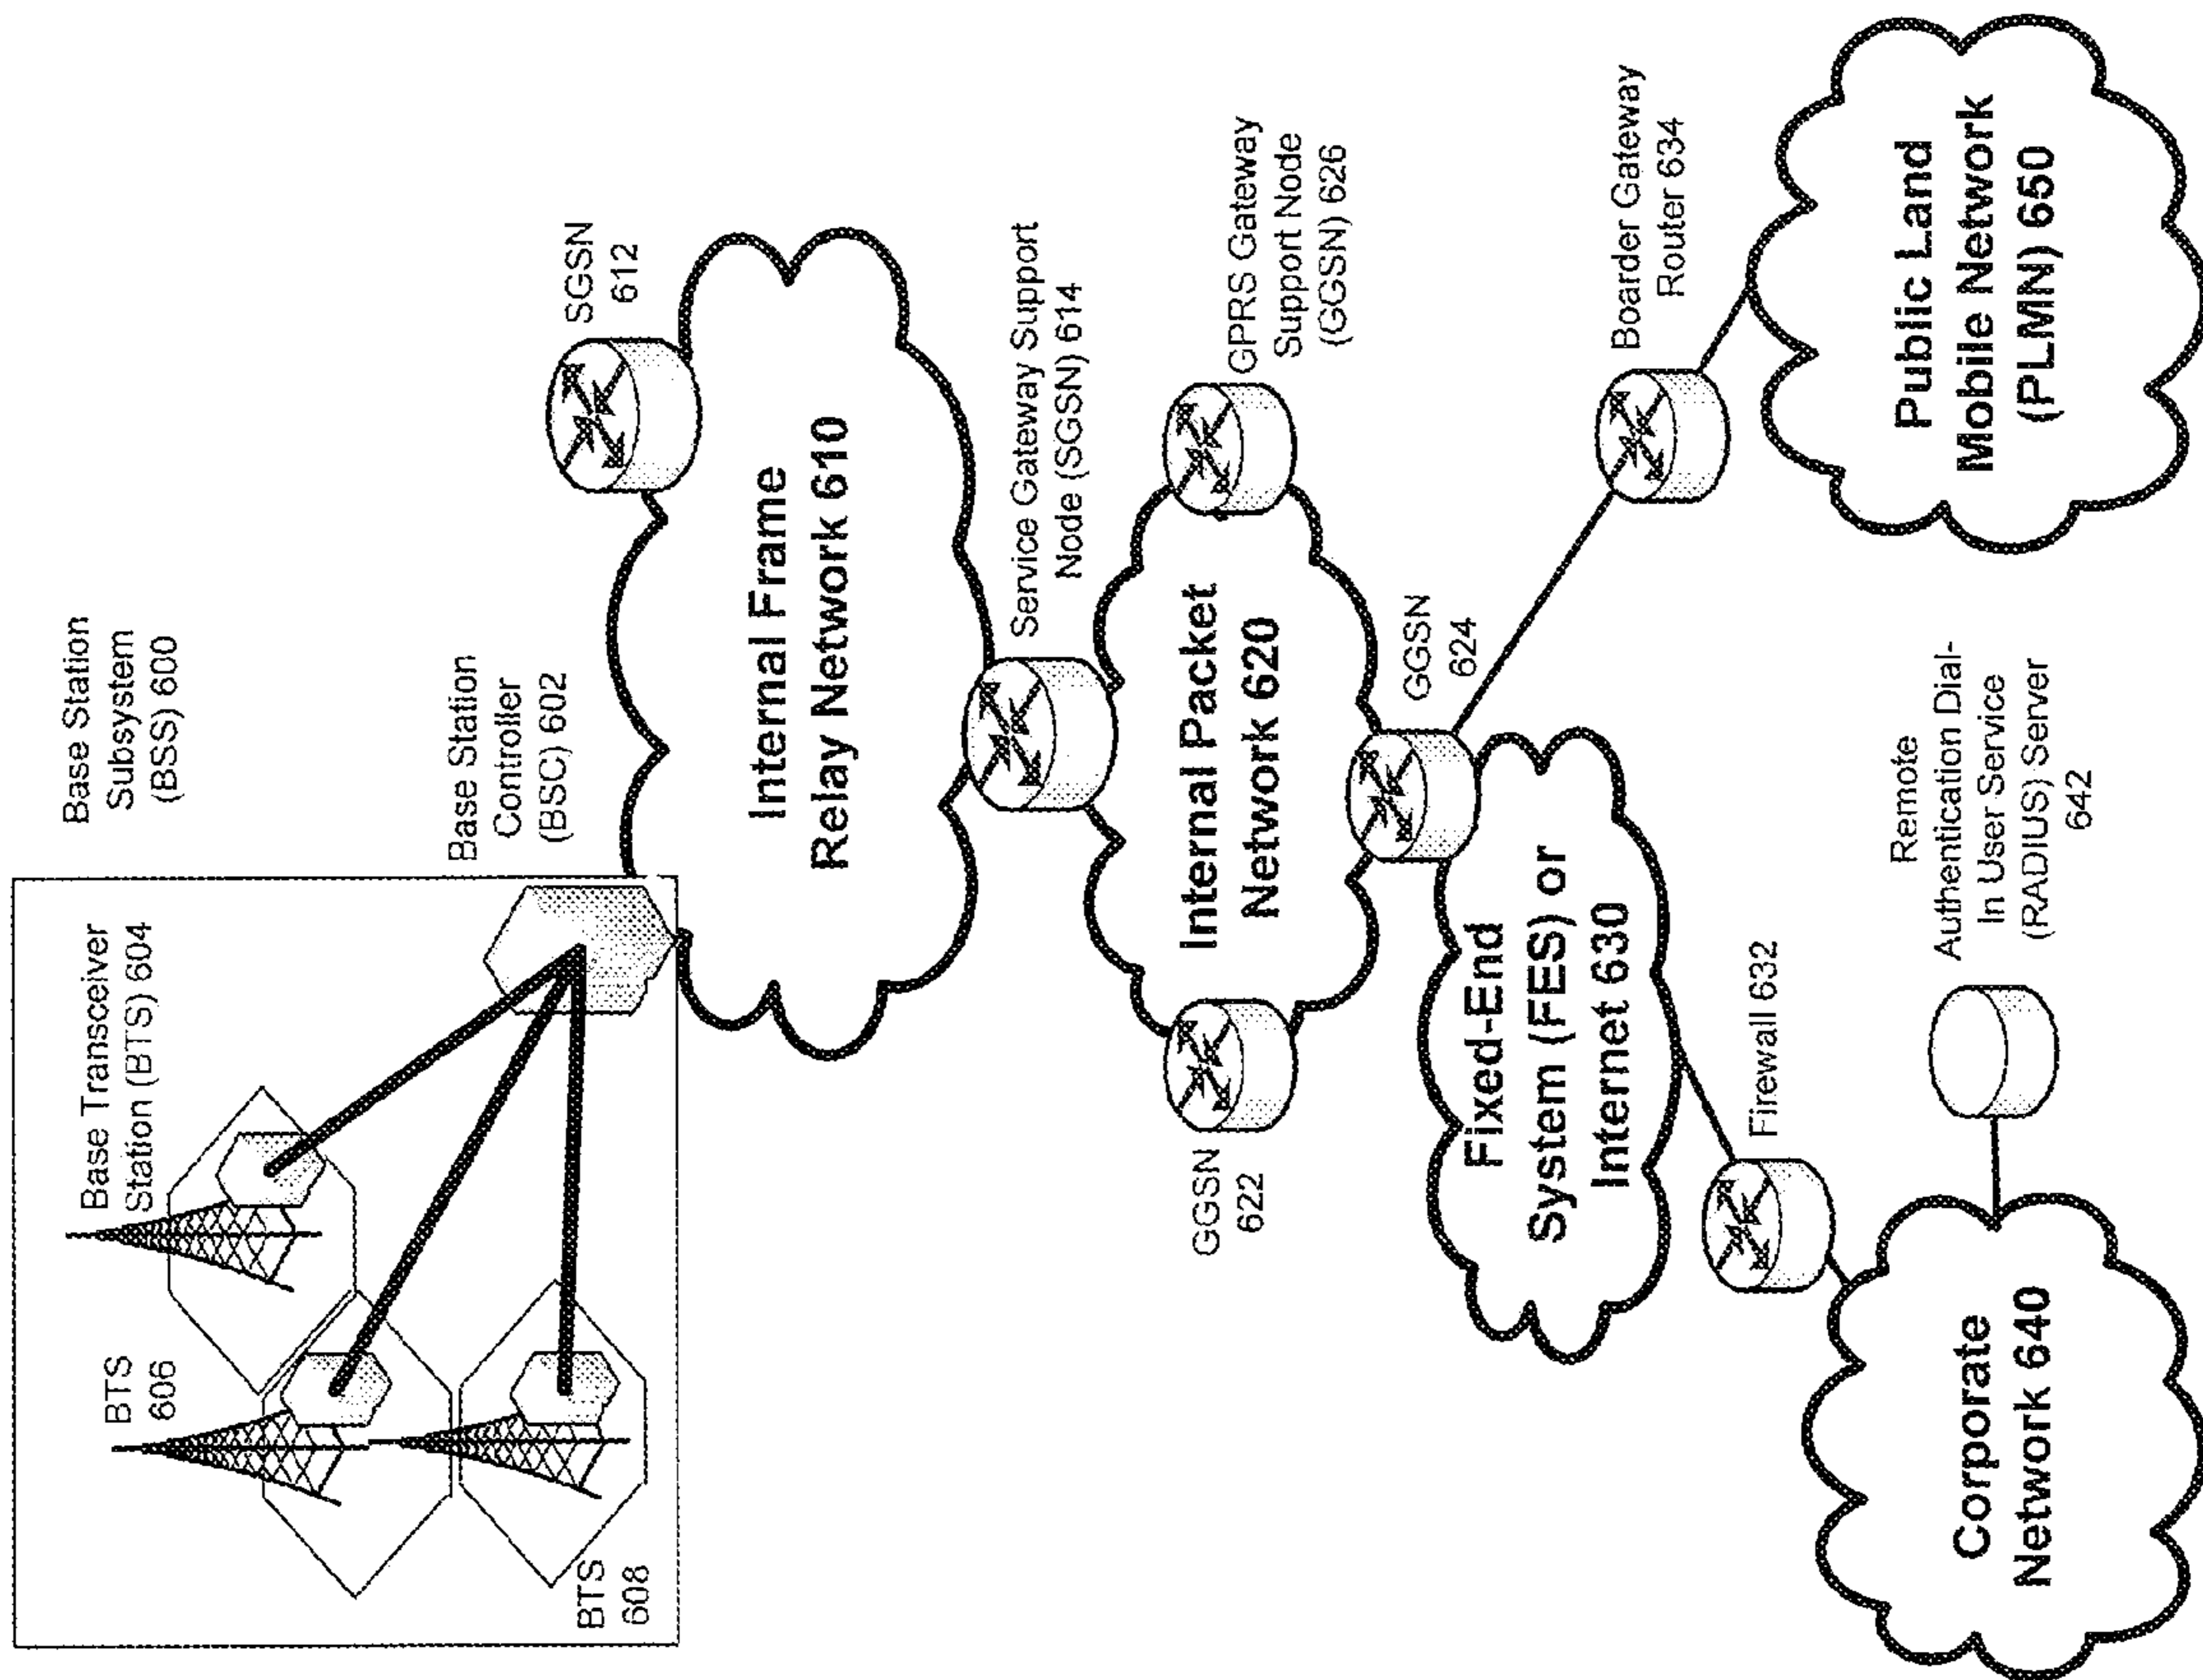 Base Station
Subsystem
(BSS) 600
Base Transceiver
Station (BTS) 604
BTS
606
BTS
608
Base Station
Controller
(BSC) 602
SGSN
612
Internal Frame
Relay Network 610
Service Gateway Support
Node (SGSN) 614
GPRS Gateway
Support Node
(GGSN) 626
Internal Packet
Network 620
GGSN
622
GGSN
624
Fixed-End
System (FES) or
Internet 630
Boarder Gateway
Router 634
Public Land
Mobile Network
(PLMN) 650
Firewall 632
Remote
Authentication Dial-
In User Service
(RADIUS) Server
642
Corporate
Network 640